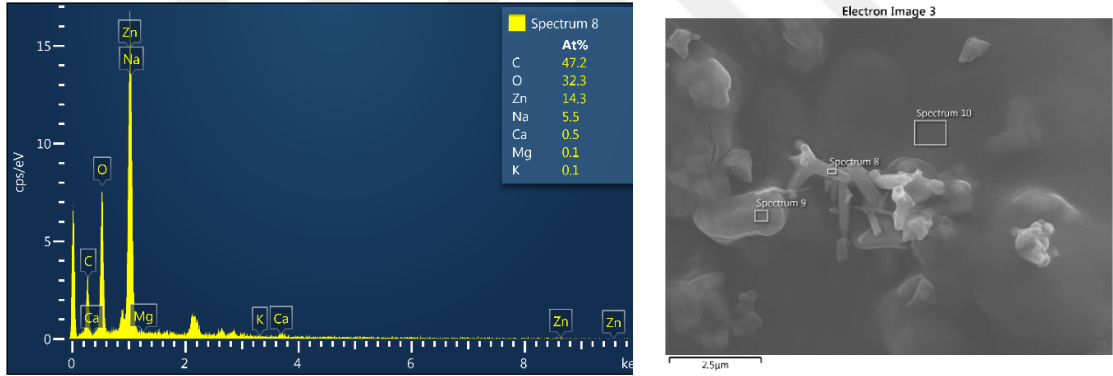 Spectrum 8
At%
C 47.2
O 32.3
Zn 14.3
Na 5.5
Ca 0.5
Mg 0.1
K 0.1
cps/eV
15
10
5
0
Zn
Na
O
C
Ca
Mg
K
Ca
Zn
Zn
0 2 4 6 8 ke
Electron Image 3
Spectrum 10
Spectrum 8
Spectrum 9
2.5µm